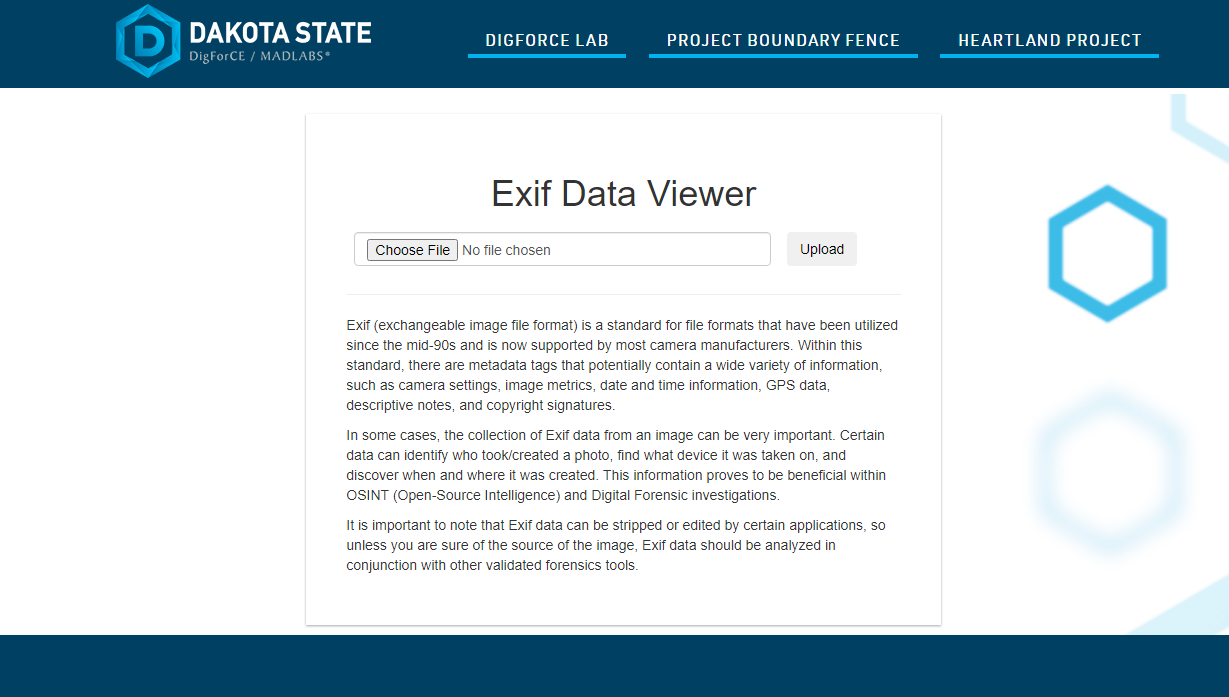 DAKOTA STATE
DigForCE / MADLABS®
DIGFORCE LAB
PROJECT BOUNDARY FENCE
HEARTLAND PROJECT
Exif Data Viewer
Choose File No file chosen
Upload
Exif (exchangeable image file format) is a standard for file formats that have been utilized
since the mid-90s and is now supported by most camera manufacturers. Within this
standard, there are metadata tags that potentially contain a wide variety of information,
such as camera settings, image metrics, date and time information, GPS data,
descriptive notes, and copyright signatures.
In some cases, the collection of Exif data from an image can be very important. Certain
data can identify who took/created a photo, find what device it was taken on, and
discover when and where it was created. This information proves to be beneficial within
OSINT (Open-Source Intelligence) and Digital Forensic investigations.
It is important to note that Exif data can be stripped or edited by certain applications, so
unless you are sure of the source of the image, Exif data should be analyzed in
conjunction with other validated forensics tools.